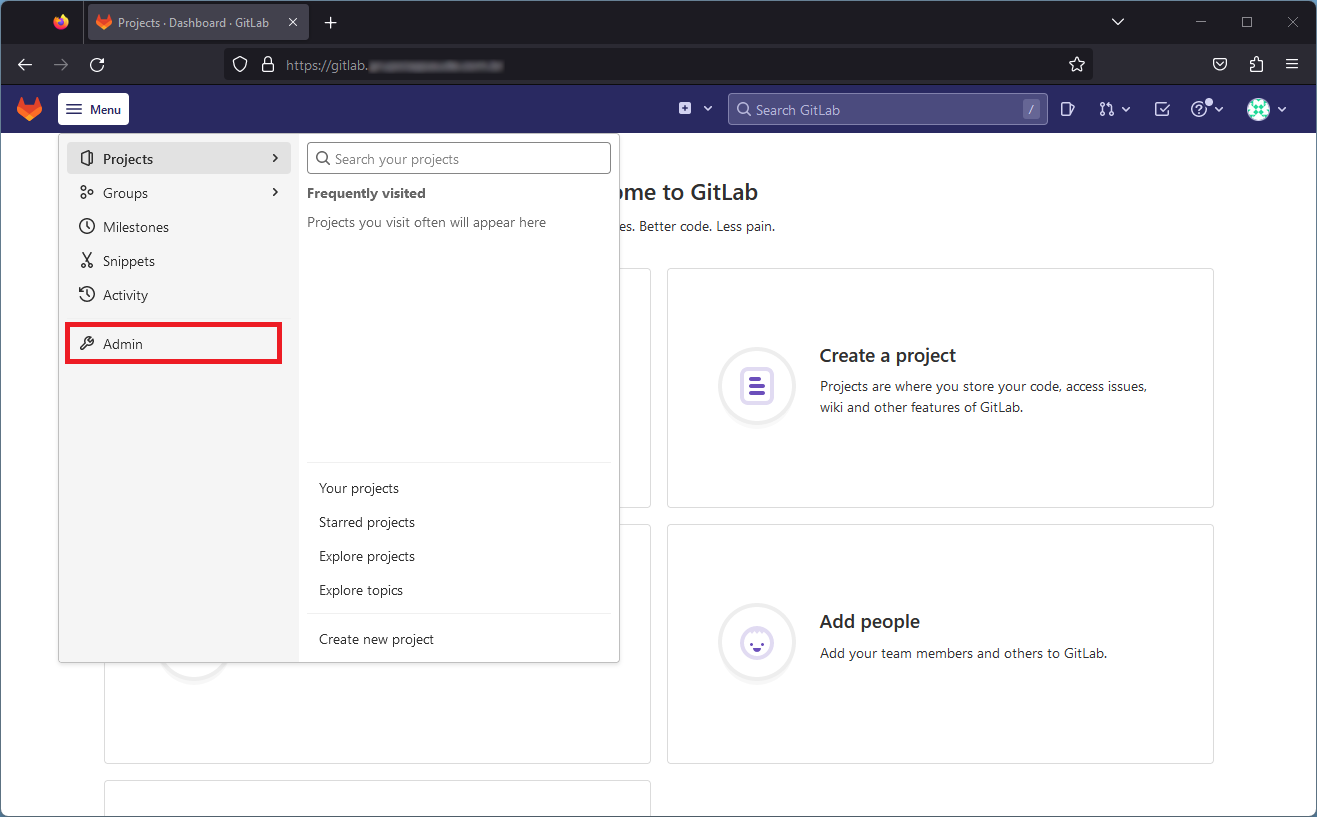 Projects · Dashboard · GitLab
https://gitlab.
Menu
Search GitLab
/
Projects
Groups
Milestones
Snippets
Activity
Admin
Search your projects
Frequently visited
Projects you visit often will appear here
Your projects
Starred projects
Explore projects
Explore topics
Create new project
ome to GitLab
es. Better code. Less pain.
Create a project
Projects are where you store your code, access issues,
wiki and other features of GitLab.
Add people
Add your team members and others to GitLab.